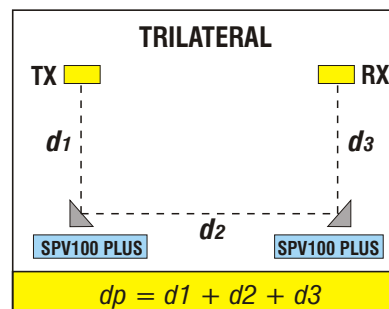 TRILATERAL
TX RX
d1 d3
d2
SPV100 PLUS SPV100 PLUS
dp = d1 + d2 + d3